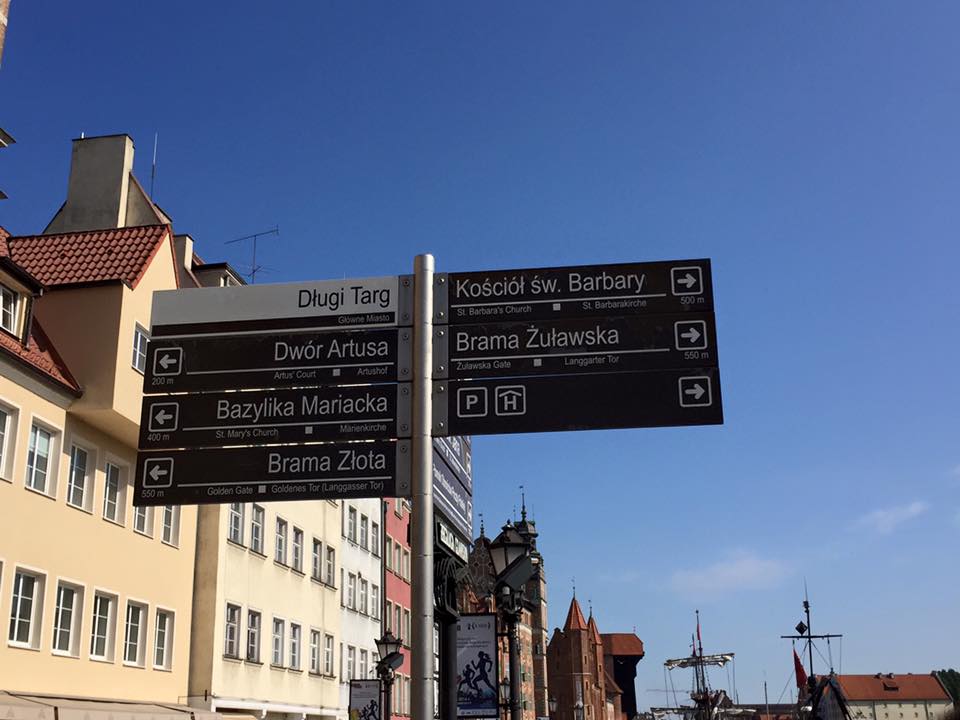 Długi Targ
Główne Miasto
Dwór Artusa
200 m
Artus' Court Artushof
Bazylika Mariacka
400 m
St. Mary's Church Marienkirche
Brama Złota
550 m
Golden Gate Goldenes Tor (Langgasser Tor)
Kościół św. Barbary
St. Barbara's Church St. Barbarakirche
500 m
Brama Żuławska
Żuławska Gate Langgarter Tor
550 m
P H